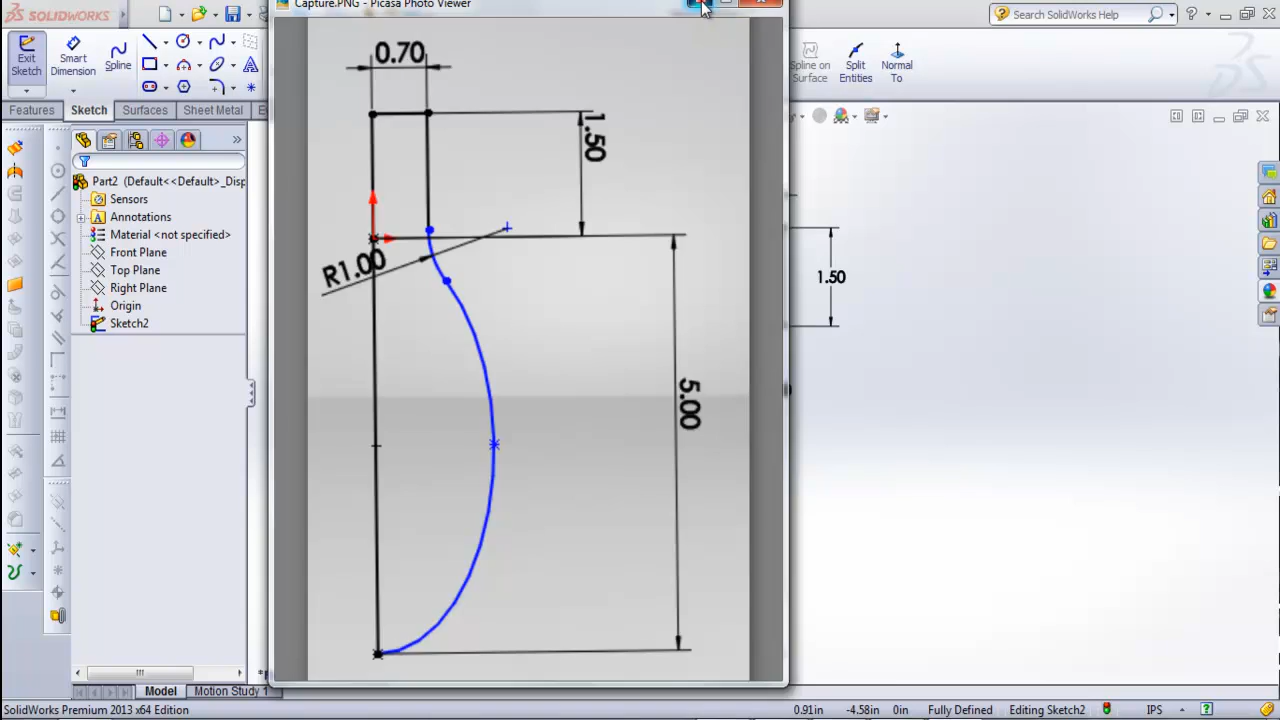 Capture.PNG - Picasa Photo Viewer
SOLIDWORKS
Search SolidWorks Help
Exit Sketch
Smart Dimension
Spline
Spline on Surface
Split Entities
Normal To
Features
Sketch
Surfaces
Sheet Metal
E
Part2 (Default<<Default>_Disp
Sensors
Annotations
Material <not specified>
Front Plane
Top Plane
Right Plane
Origin
Sketch2
0.70
1.50
R1.00
5.00
1.50
Model
Motion Study 1
SolidWorks Premium 2013 x64 Edition
0.91in
-4.58in
0in
Fully Defined
Editing Sketch2
IPS